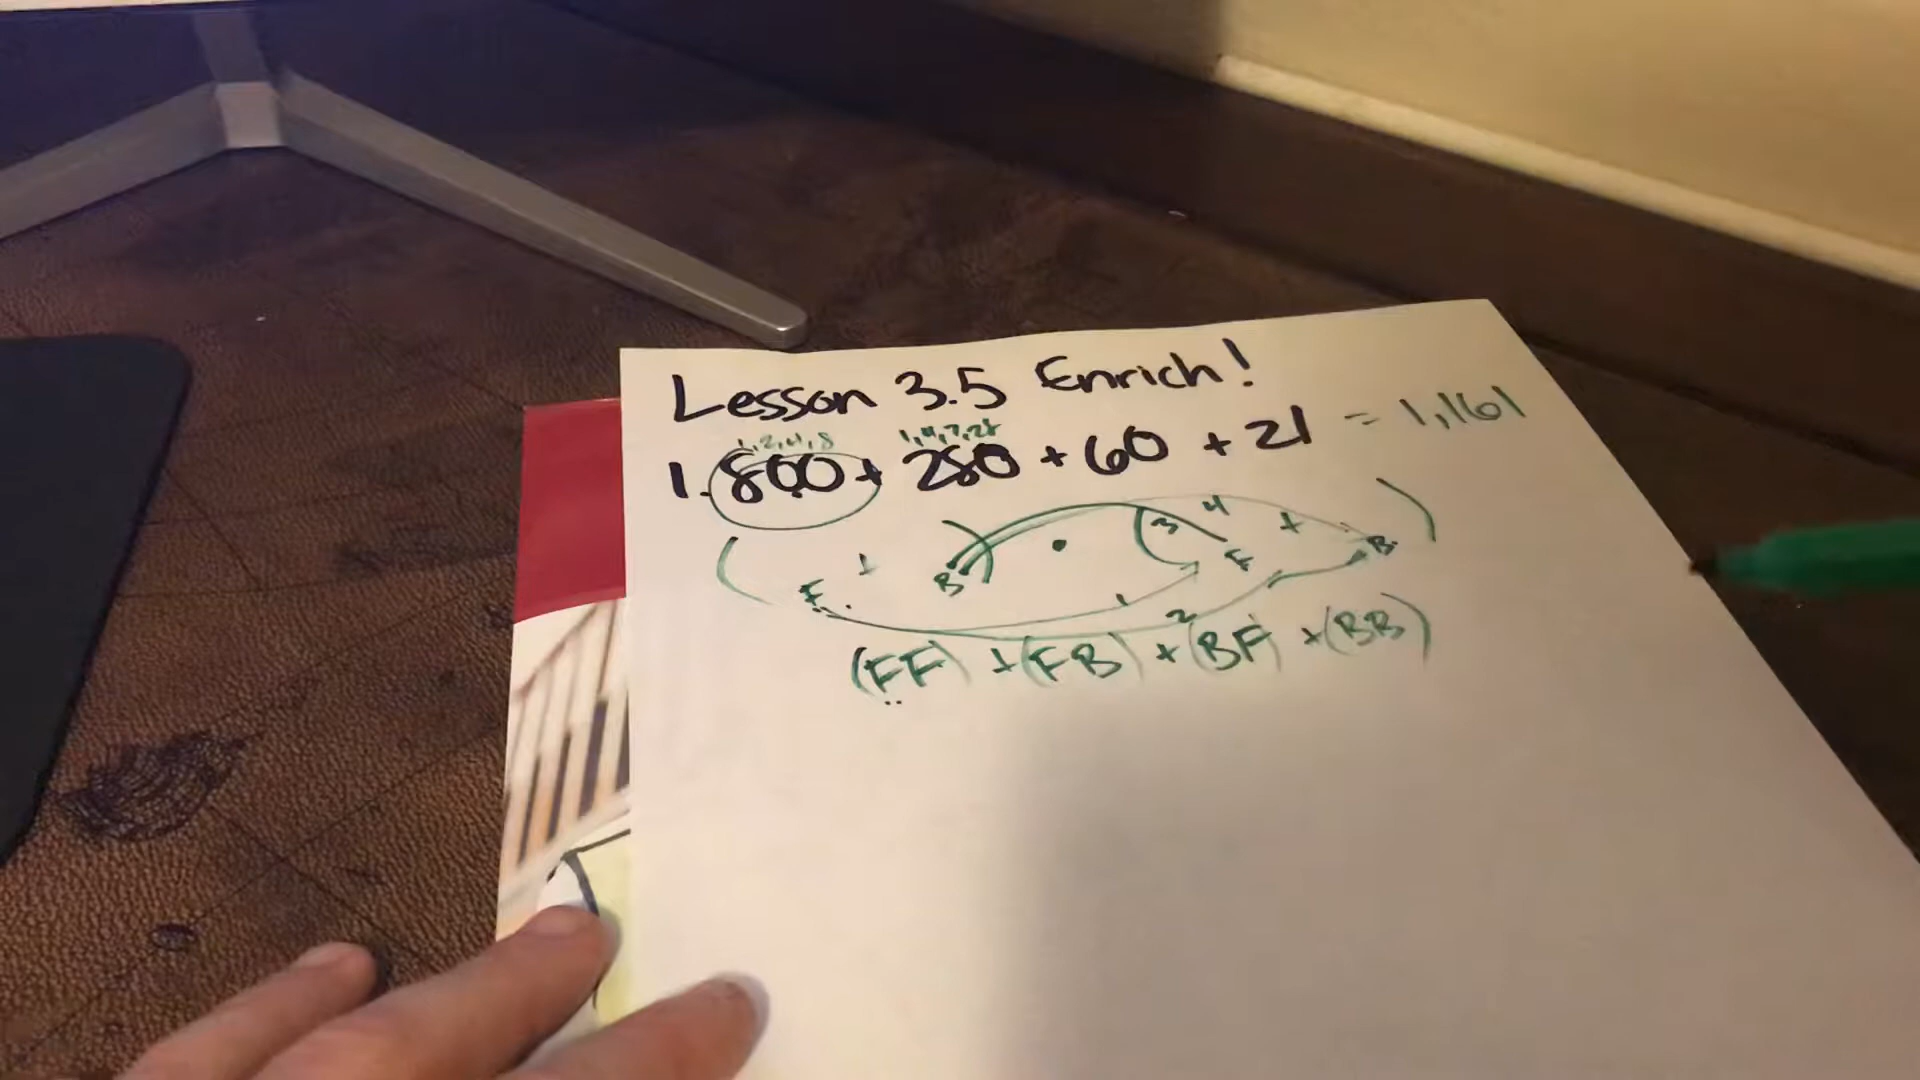 Lesson 3.5 Enrich!
1,2,4,8 1,4,7,28
1. 800 + 280 + 60 + 21 = 1,161
3 4
( F + B ) • ( F + B )
1 2
(FF) + (FB) + (BF) + (BB)